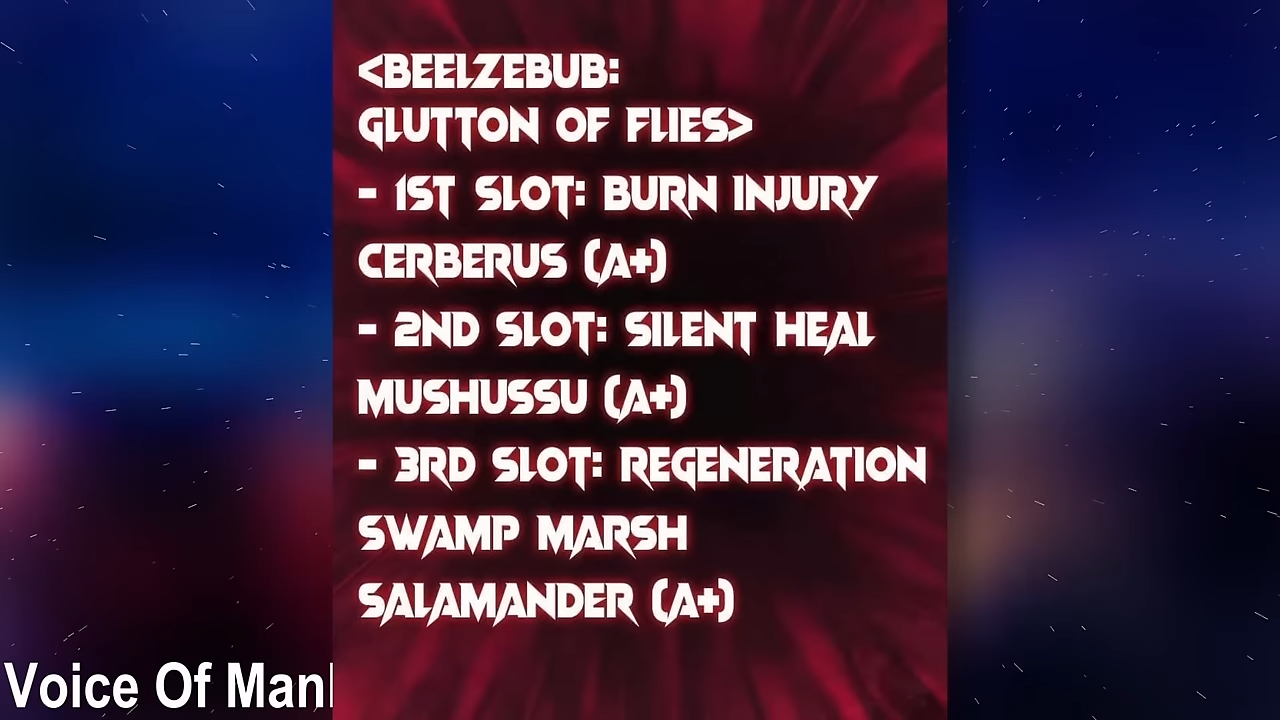 <BEELZEBUB:
GLUTTON OF FLIES>
- 1ST SLOT: BURN INJURY
CERBERUS (A+)
- 2ND SLOT: SILENT HEAL
MUSHUSSU (A+)
- 3RD SLOT: REGENERATION
SWAMP MARSH
SALAMANDER (A+)
Voice Of